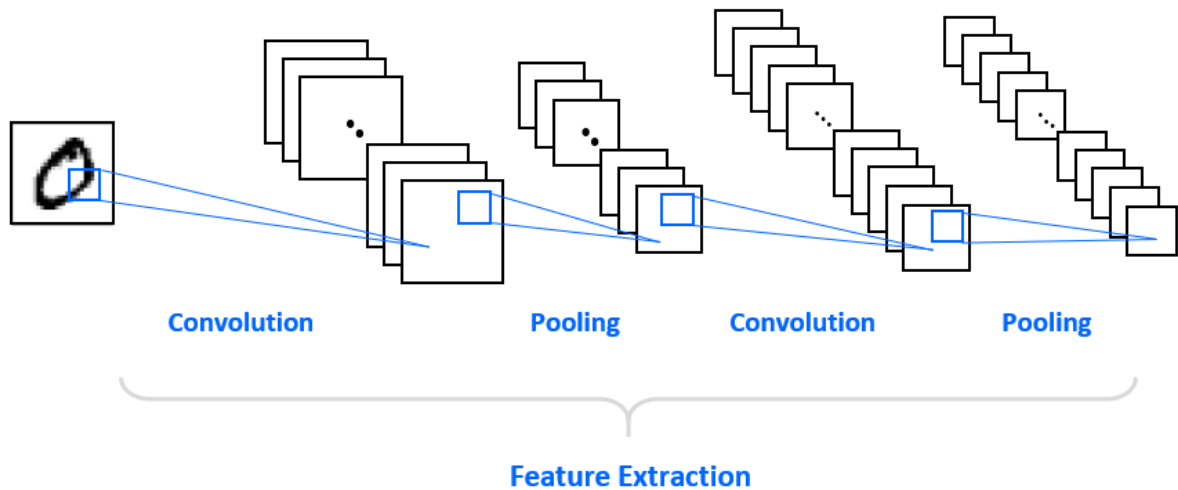 Convolution
Pooling
Convolution
Pooling
Feature Extraction